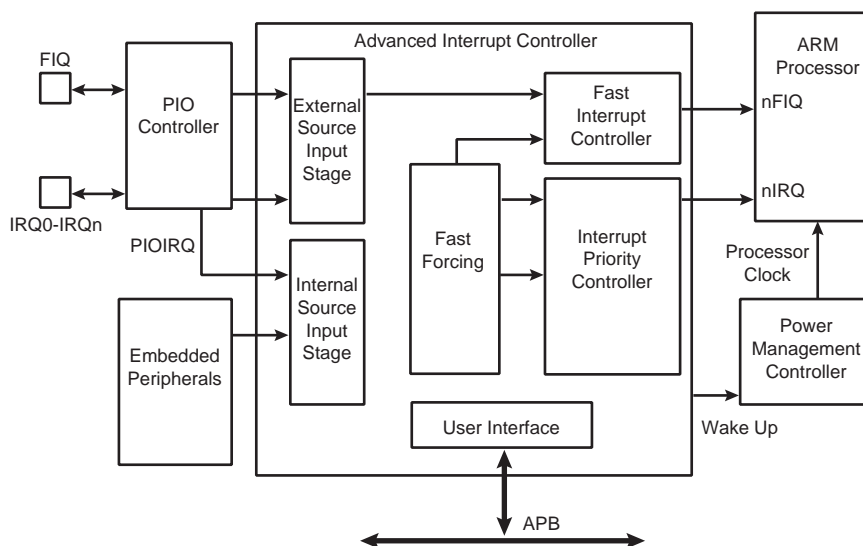 Advanced Interrupt Controller
FIQ
PIO
Controller
IRQ0-IRQn
PIOIRQ
Embedded
Peripherals
External
Source
Input
Stage
Internal
Source
Input
Stage
Fast
Forcing
Fast
Interrupt
Controller
Interrupt
Priority
Controller
User Interface
APB
ARM
Processor
nFIQ
nIRQ
Processor
Clock
Power
Management
Controller
Wake Up